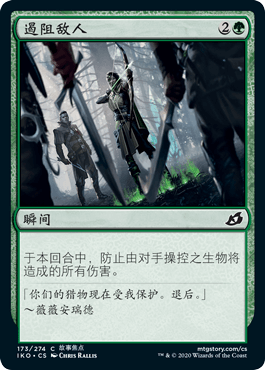 遏阻敌人 2
瞬间
于本回合中，防止由对手操控之生物将
造成的所有伤害。
「你们的猎物现在受我保护。退后。」
～薇薇安瑞德
173/274 C 故事焦点
IKO • CS CHRIS RALLIS
mtgstory.com/cs
™ & © 2020 Wizards of the Coast